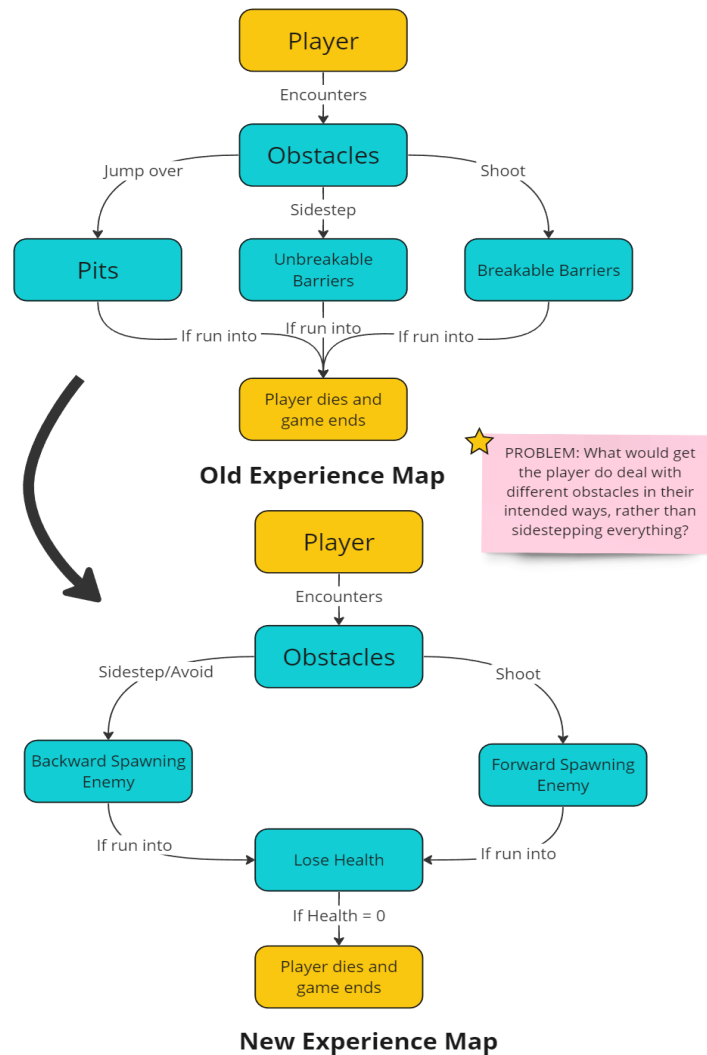 Player
Encounters
Obstacles
Jump over
Shoot
Sidestep
Pits
Unbreakable
Barriers
Breakable Barriers
If run into
If run into
If run into
Player dies and
game ends
Old Experience Map
PROBLEM: What would get
the player do deal with
different obstacles in their
intended ways, rather than
sidestepping everything?
Player
Encounters
Obstacles
Sidestep/Avoid
Shoot
Backward Spawning
Enemy
Forward Spawning
Enemy
If run into
Lose Health
If run into
If Health = 0
Player dies and
game ends
New Experience Map